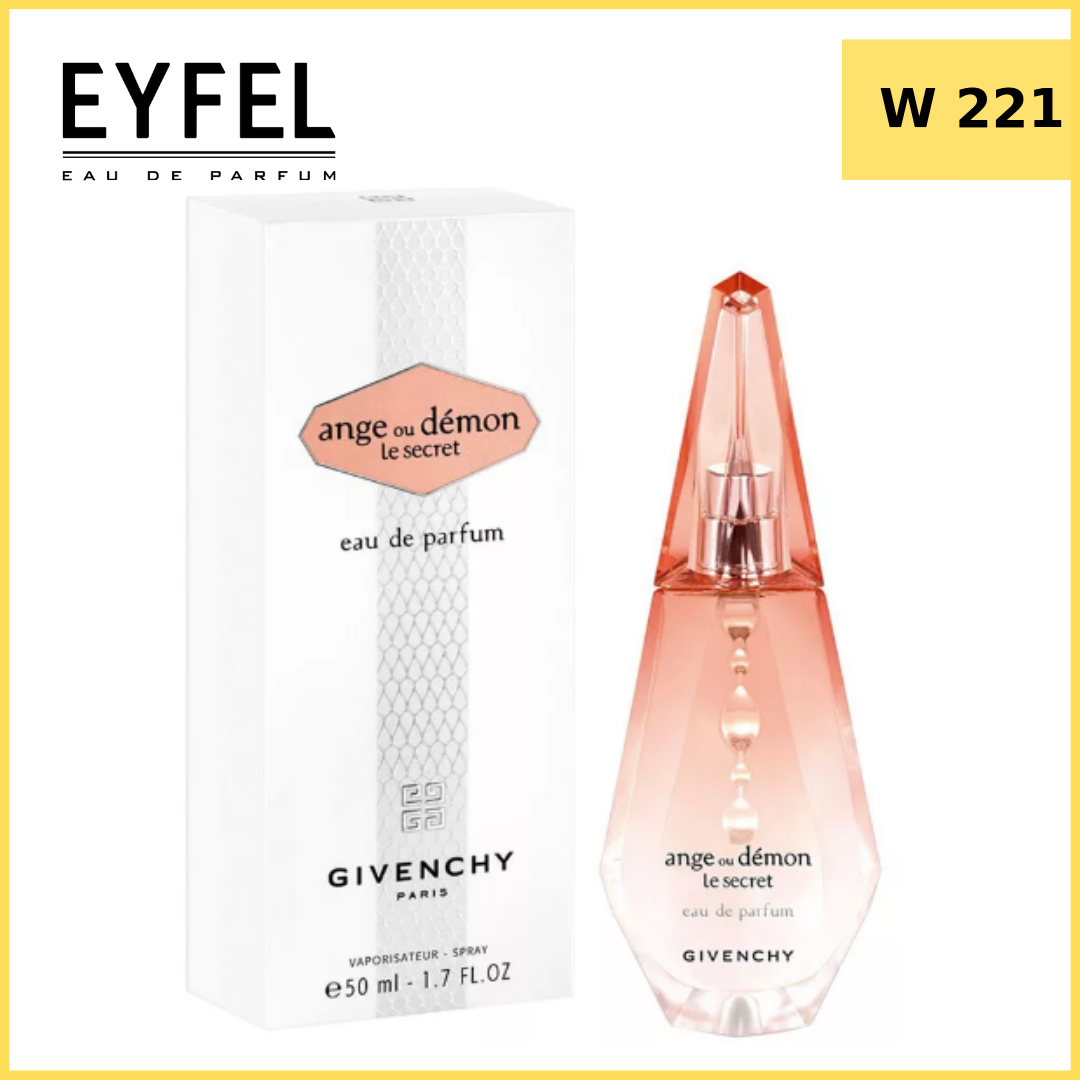 EYFEL
EAU DE PARFUM
W 221
ange ou démon
le secret
eau de parfum
GIVENCHY
PARIS
VAPORISATEUR - SPRAY
℮50 ml - 1.7 FL.OZ
ange ou démon
le secret
eau de parfum
GIVENCHY